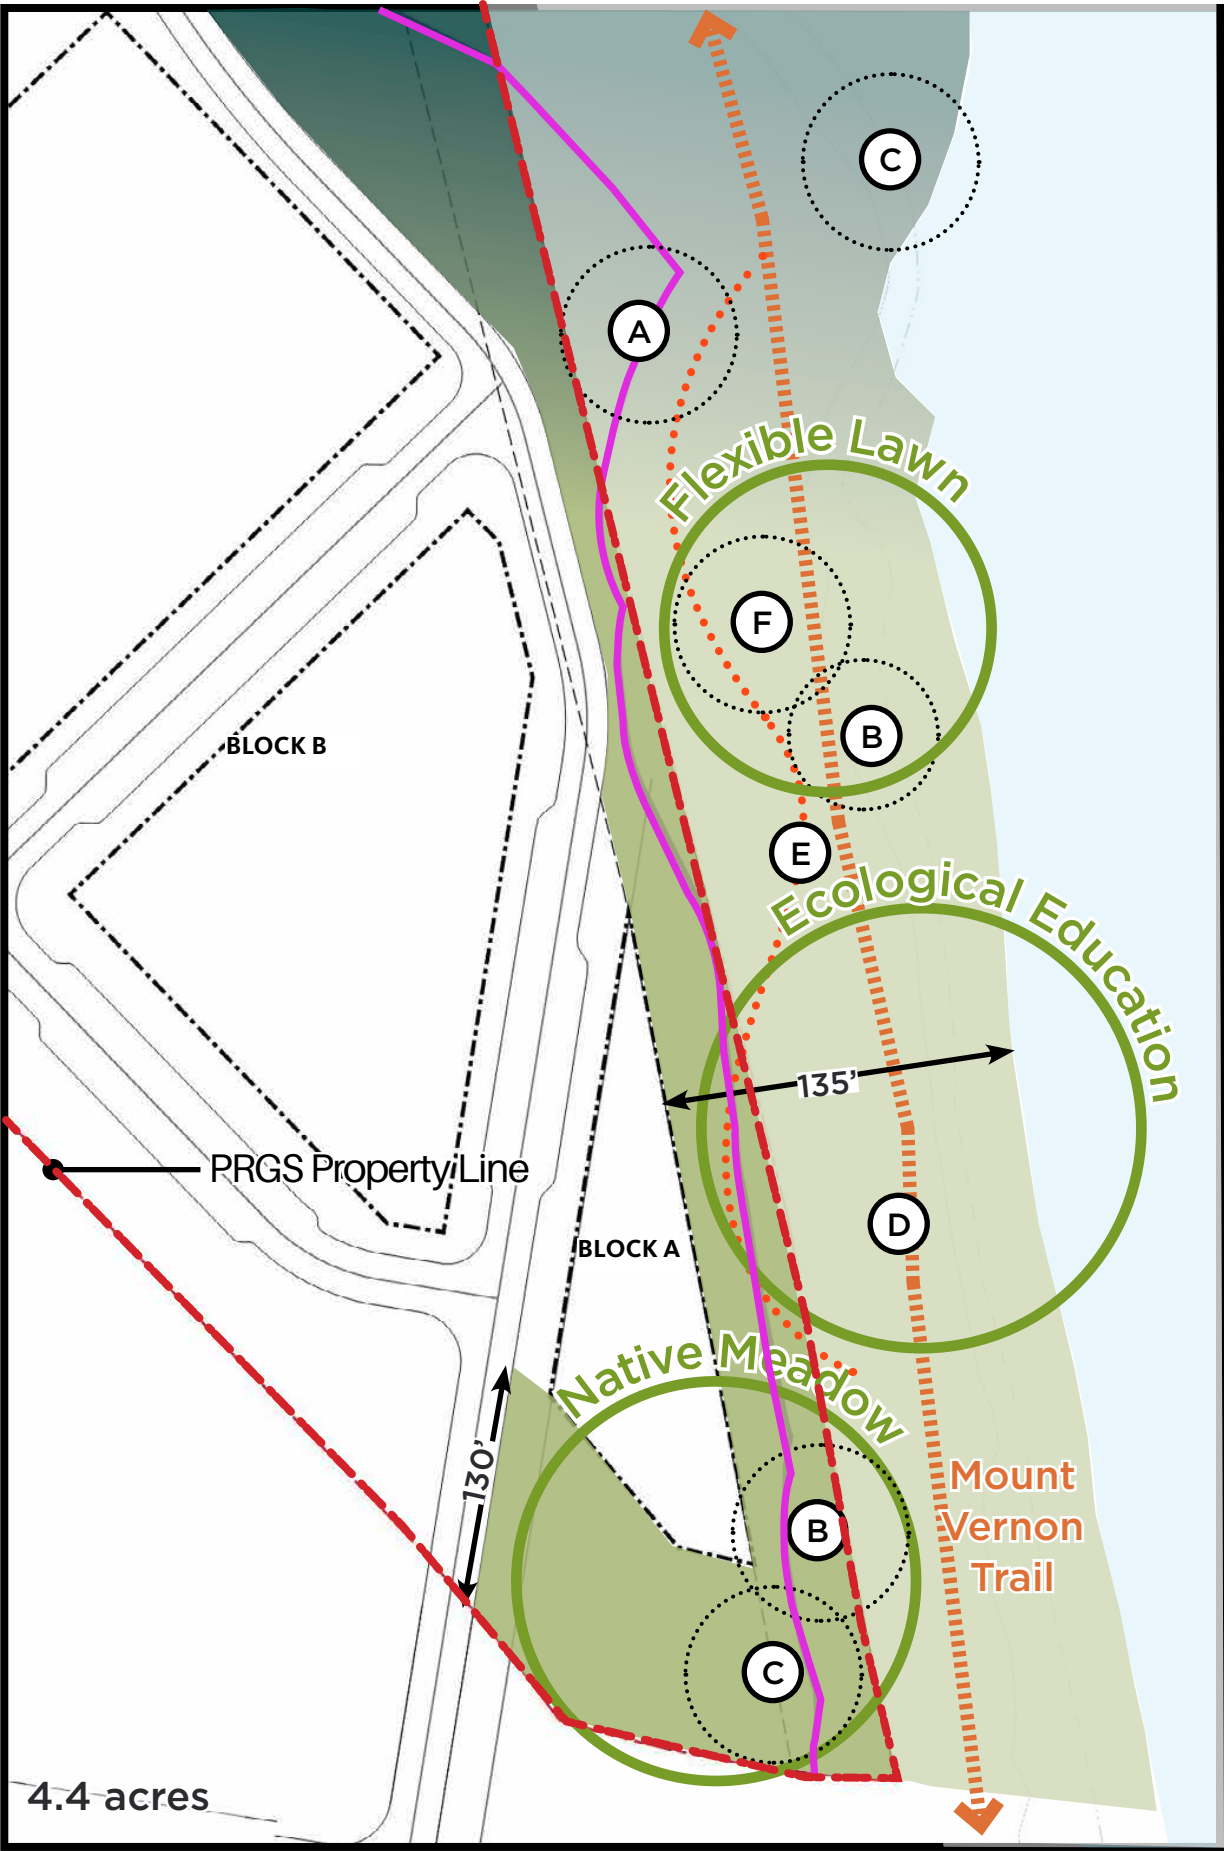 C
A
Flexible Lawn
F
B
BLOCK B
E
Ecological Education
135'
PRGS Property Line
D
BLOCK A
Native Meadow
130'
Mount
Vernon
Trail
B
C
4.4 acres